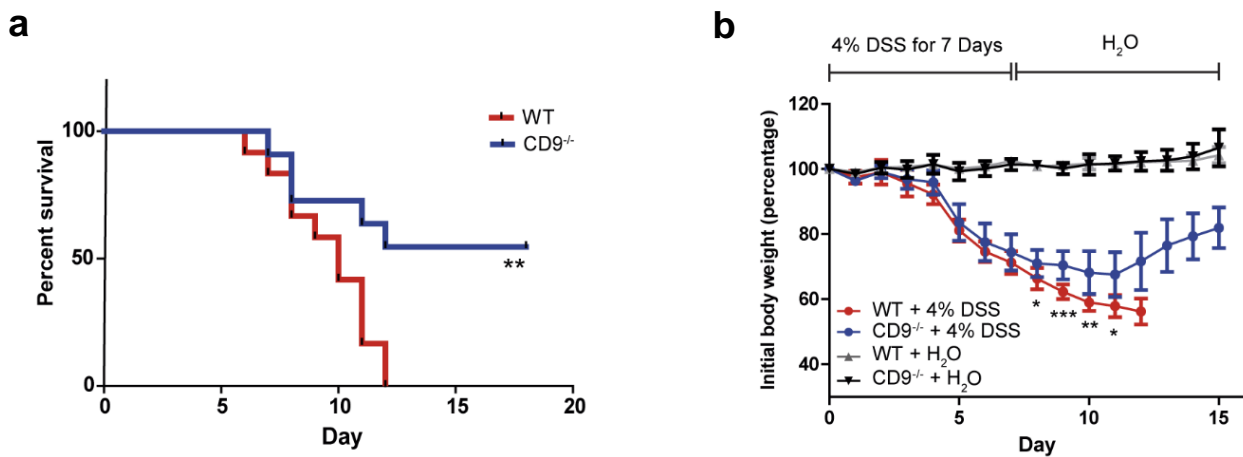 a
Percent survival
100
50
0
0 5 10 15 20
Day
WT
CD9-/-
**
b
4% DSS for 7 Days H2O
Initial body weight (percentage)
120
100
80
60
40
0 5 10 15
Day
WT + 4% DSS
CD9-/- + 4% DSS
WT + H2O
CD9-/- + H2O
* *** ** *